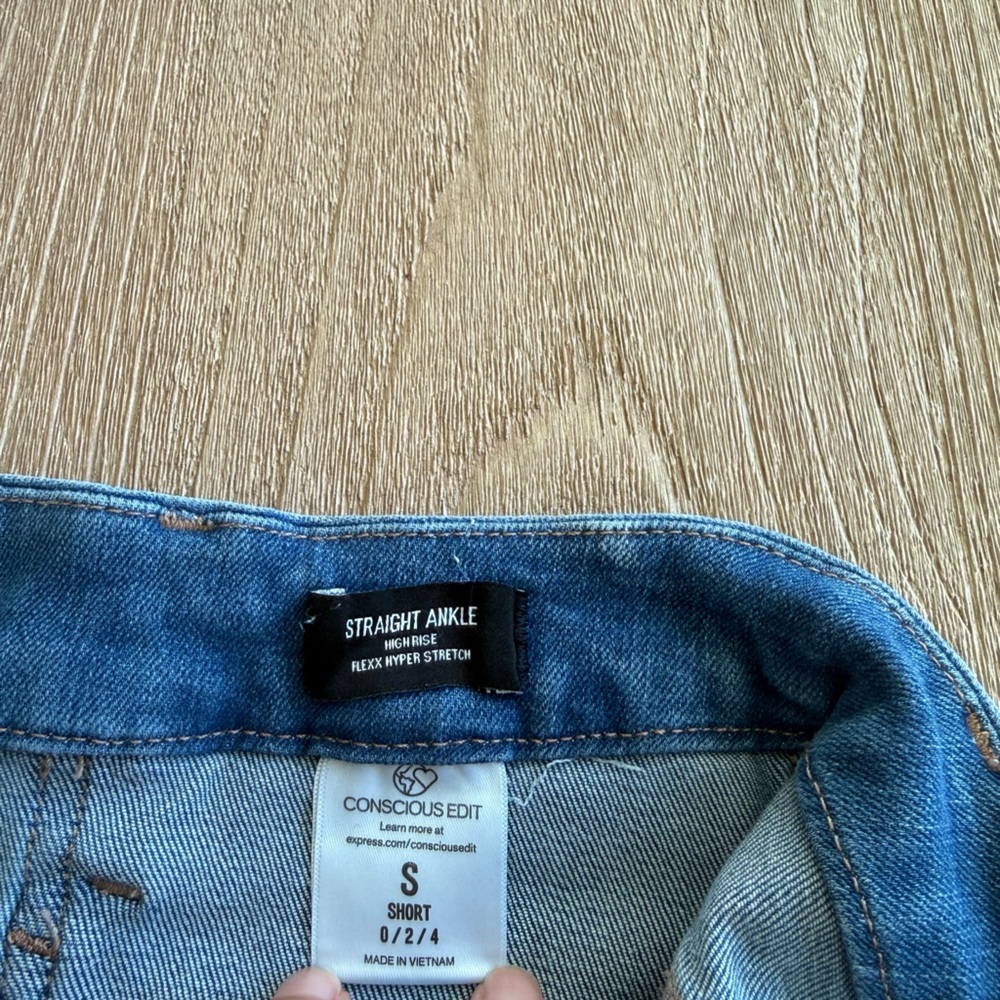 STRAIGHT ANKLE
HIGH RISE
FLEXX HYPER STRETCH
CONSCIOUS EDIT
Learn more at
express.com/consciousedit
S
SHORT
0/2/4
MADE IN VIETNAM